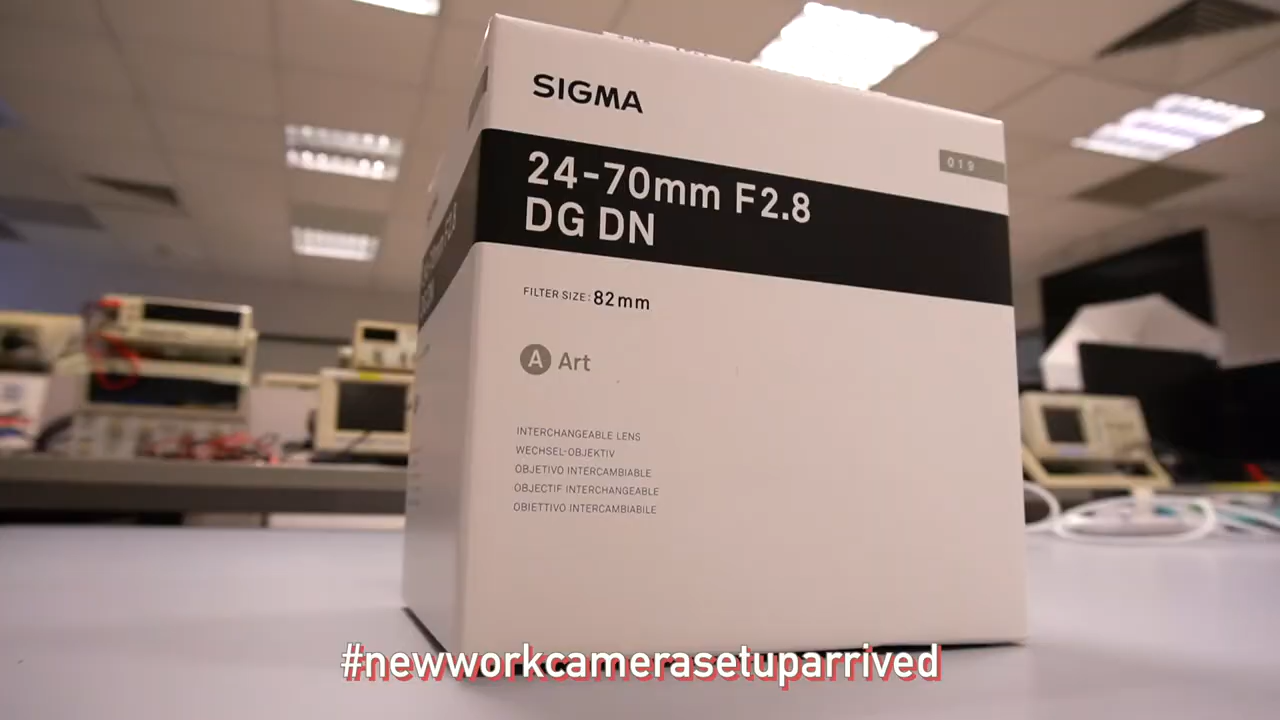 SIGMA
019
24-70mm F2.8
DG DN
FILTER SIZE: 82mm
A Art
INTERCHANGEABLE LENS
WECHSEL-OBJEKTIV
OBJETIVO INTERCAMBIABLE
OBJECTIF INTERCHANGEABLE
OBIETTIVO INTERCAMBIABILE
#newworkcamerasetuparrived